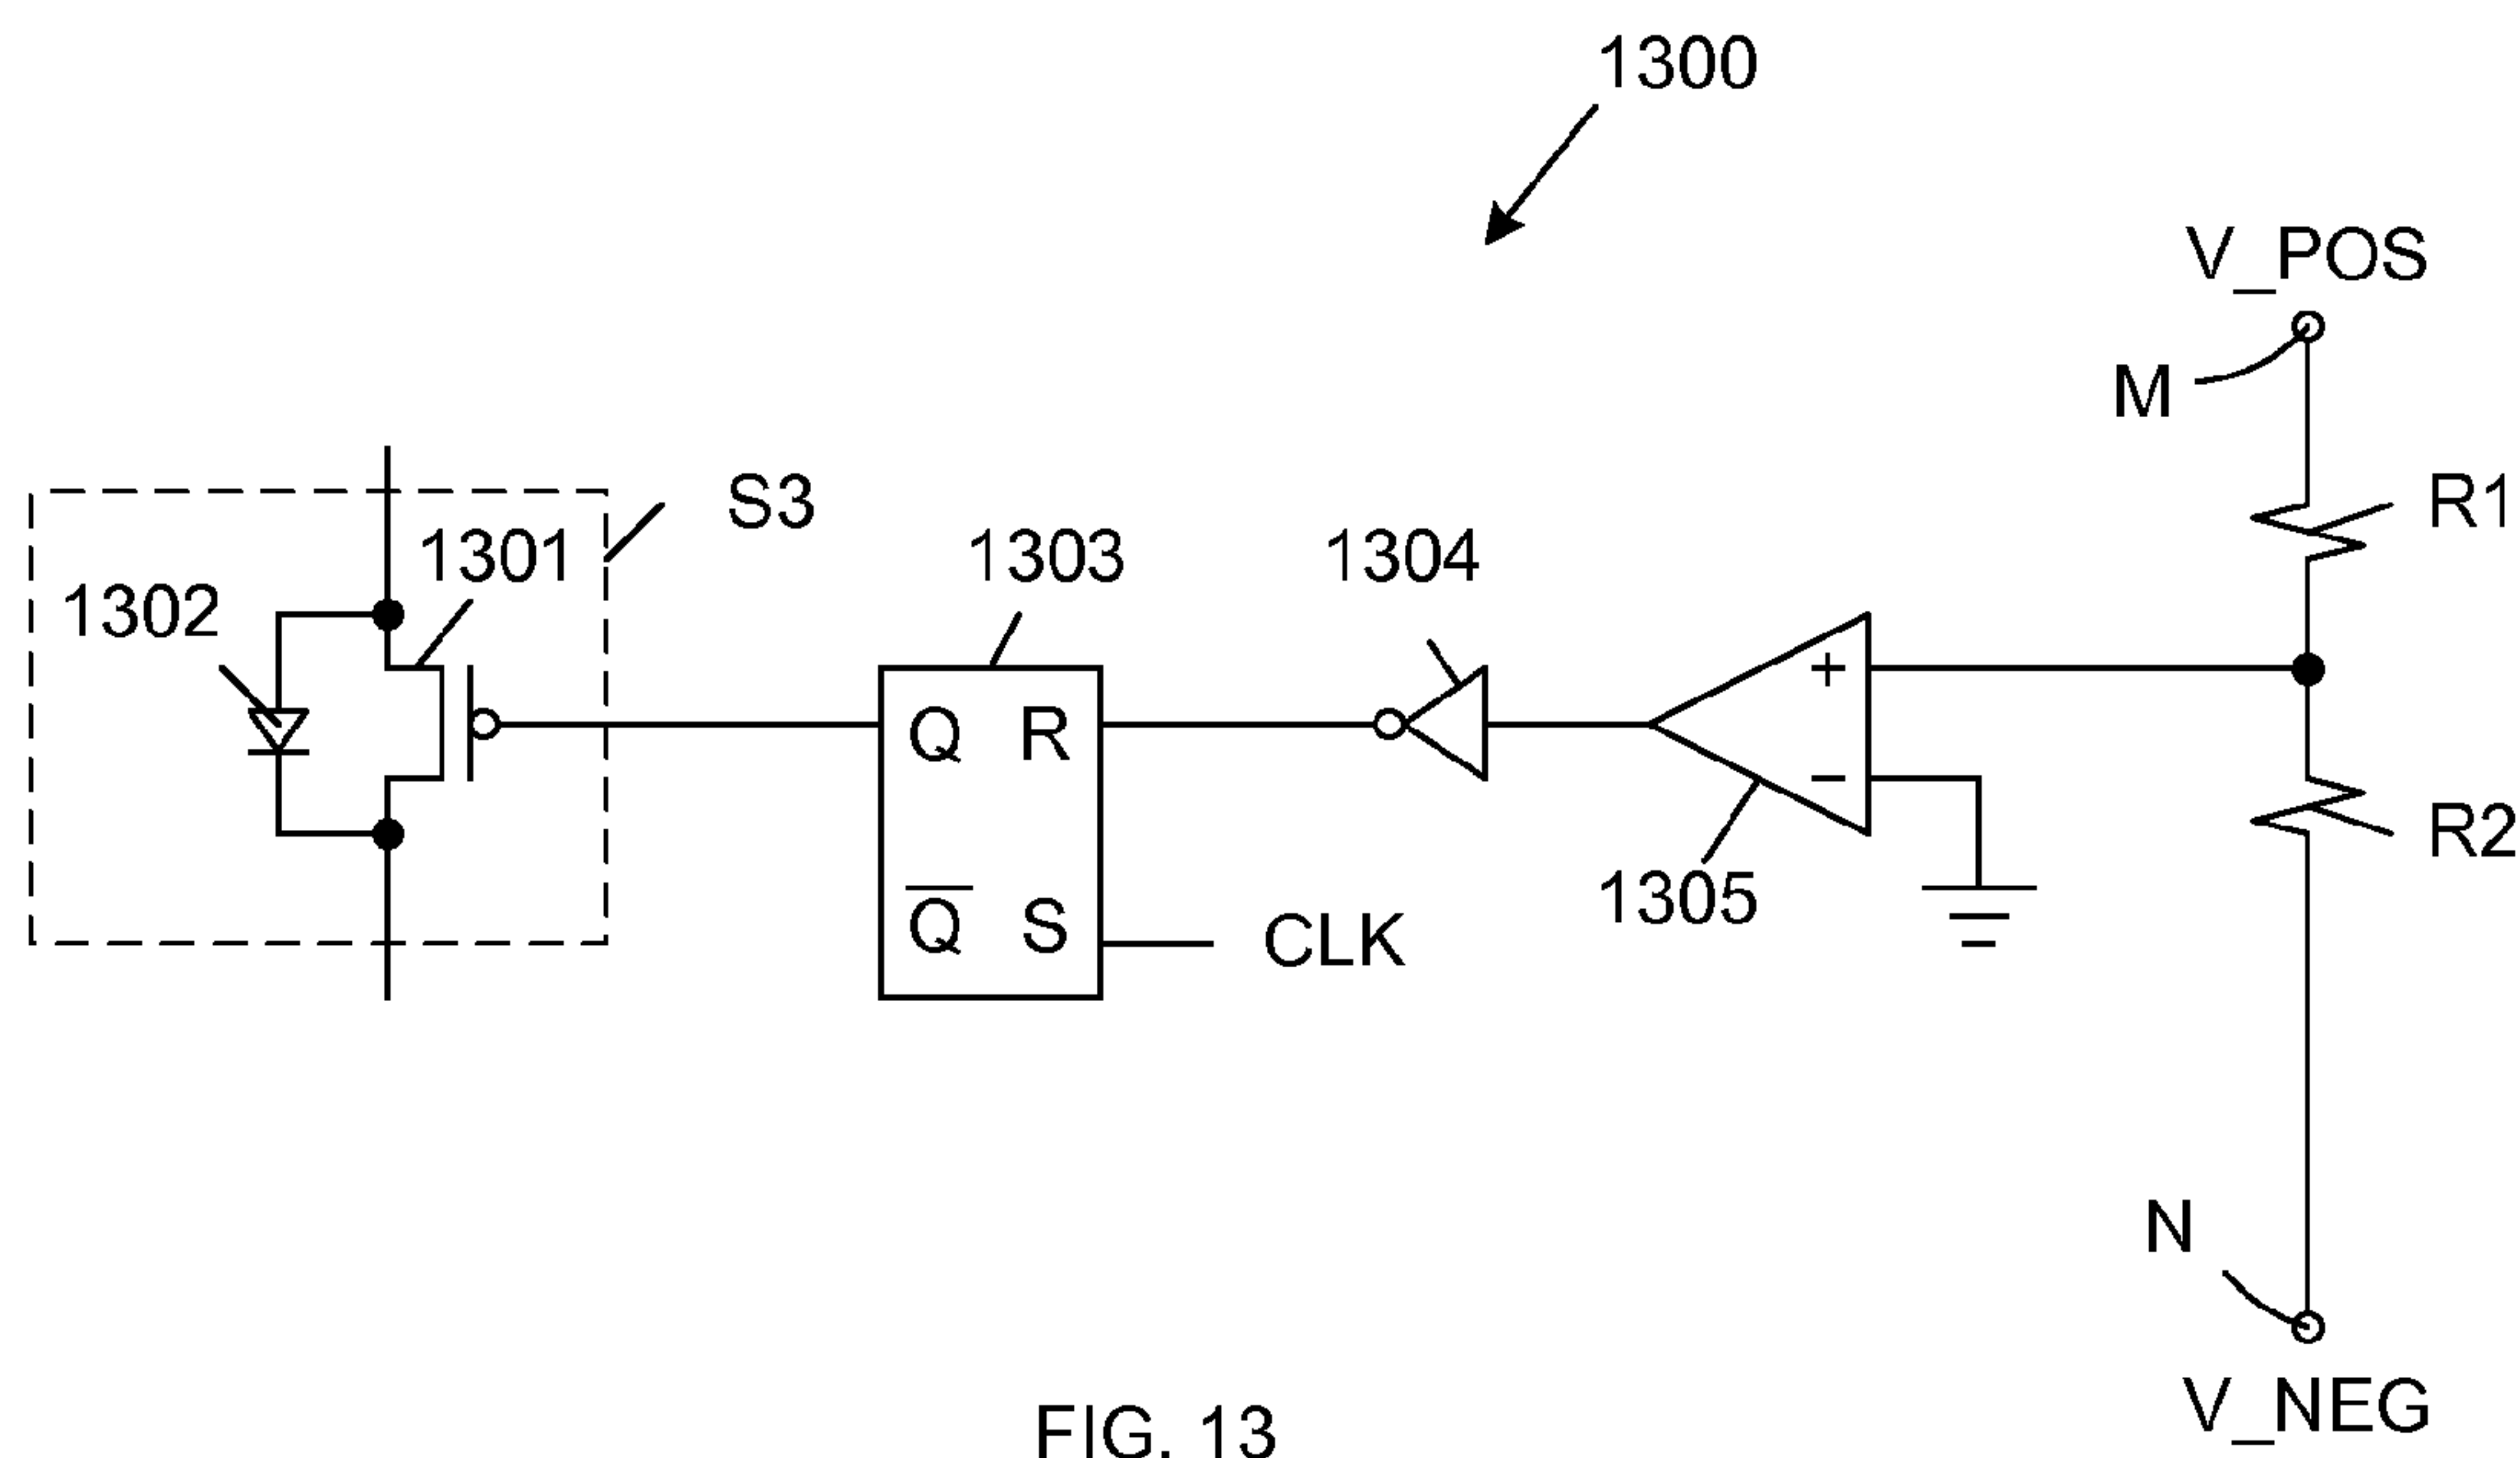 1300
V_POS
M
R1
S3
1301
1303
1304
1302
+
Q R
−
R2
Q̅ S
1305
CLK
N
V_NEG
FIG. 13